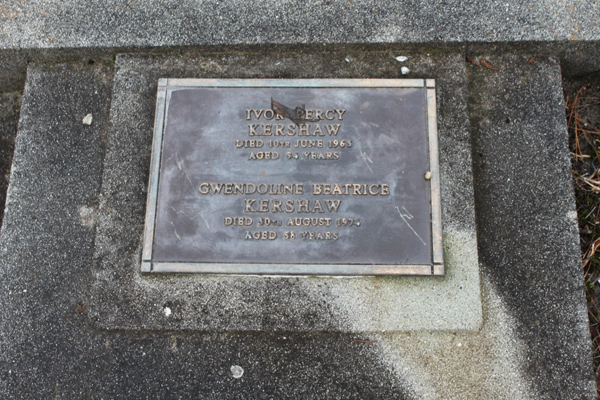 IVOR PERCY
KERSHAW
DIED 10TH JUNE 1963
AGED 54 YEARS
GWENDOLINE BEATRICE
KERSHAW
DIED 30TH AUGUST 1974
AGED 58 YEARS